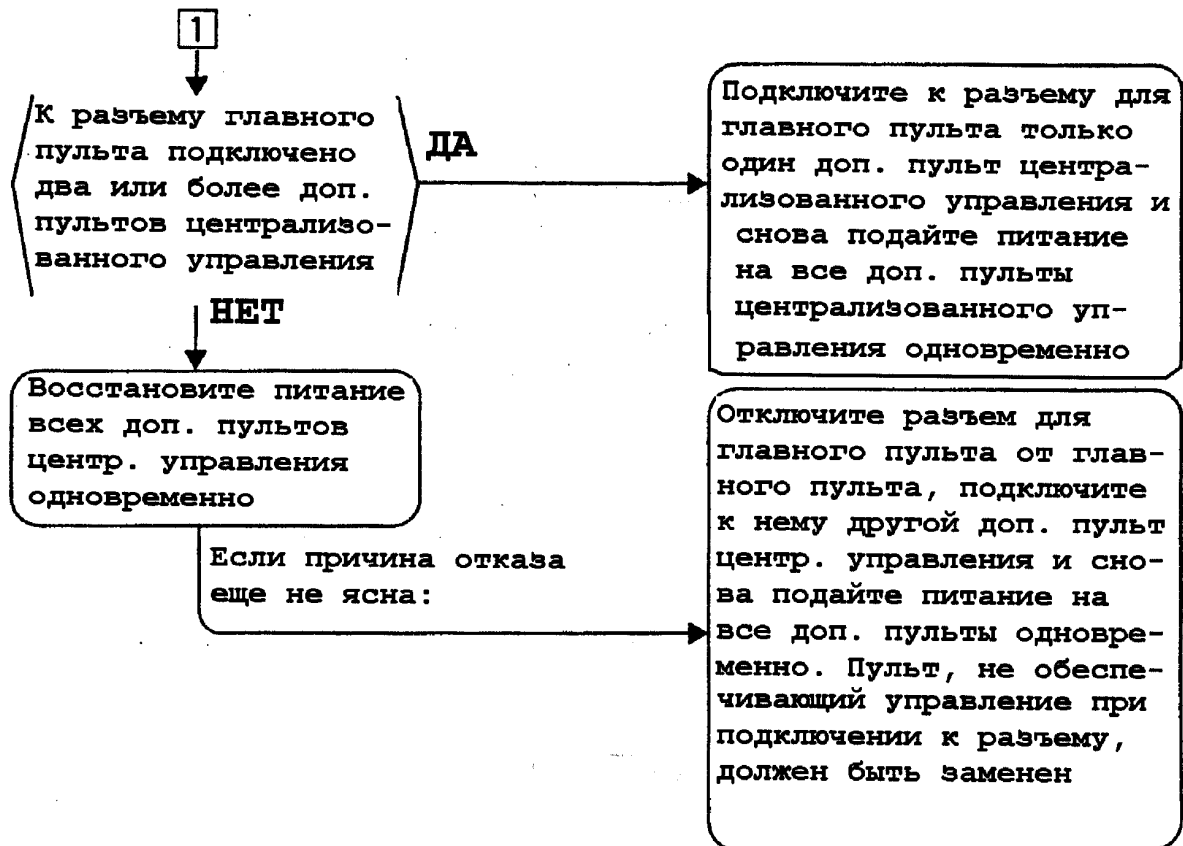 1
К разъему главного
пульта подключено
два или более доп.
пультов централизо-
ванного управления
ДА
Подключите к разъему для
главного пульта только
один доп. пульт центра-
лизованного управления и
снова подайте питание
на все доп. пульты
централизованного уп-
равления одновременно
НЕТ
Восстановите питание
всех доп. пультов
центр. управления
одновременно
Если причина отказа
еще не ясна:
Отключите разъем для
главного пульта от глав-
ного пульта, подключите
к нему другой доп. пульт
центр. управления и сно-
ва подайте питание на
все доп. пульты одновре-
менно. Пульт, не обеспе-
чивающий управление при
подключении к разъему,
должен быть заменен